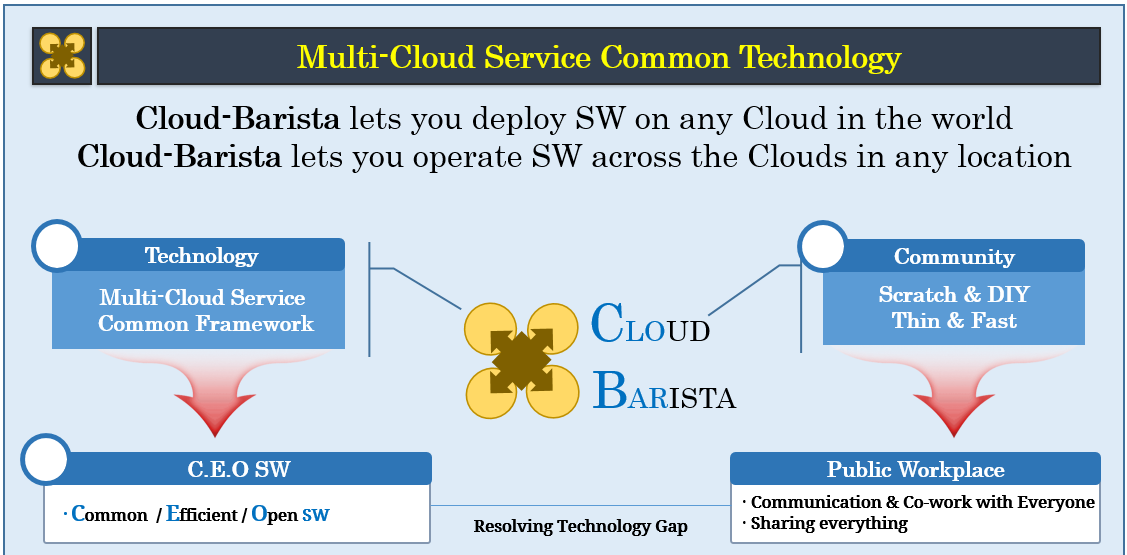 Multi-Cloud Service Common Technology
Cloud-Barista lets you deploy SW on any Cloud in the world
Cloud-Barista lets you operate SW across the Clouds in any location
Technology
Multi-Cloud Service
Common Framework
Community
Scratch & DIY
Thin & Fast
CLOUD
BARISTA
C.E.O SW
· Common / Efficient / Open SW
Resolving Technology Gap
Public Workplace
· Communication & Co-work with Everyone
· Sharing everything